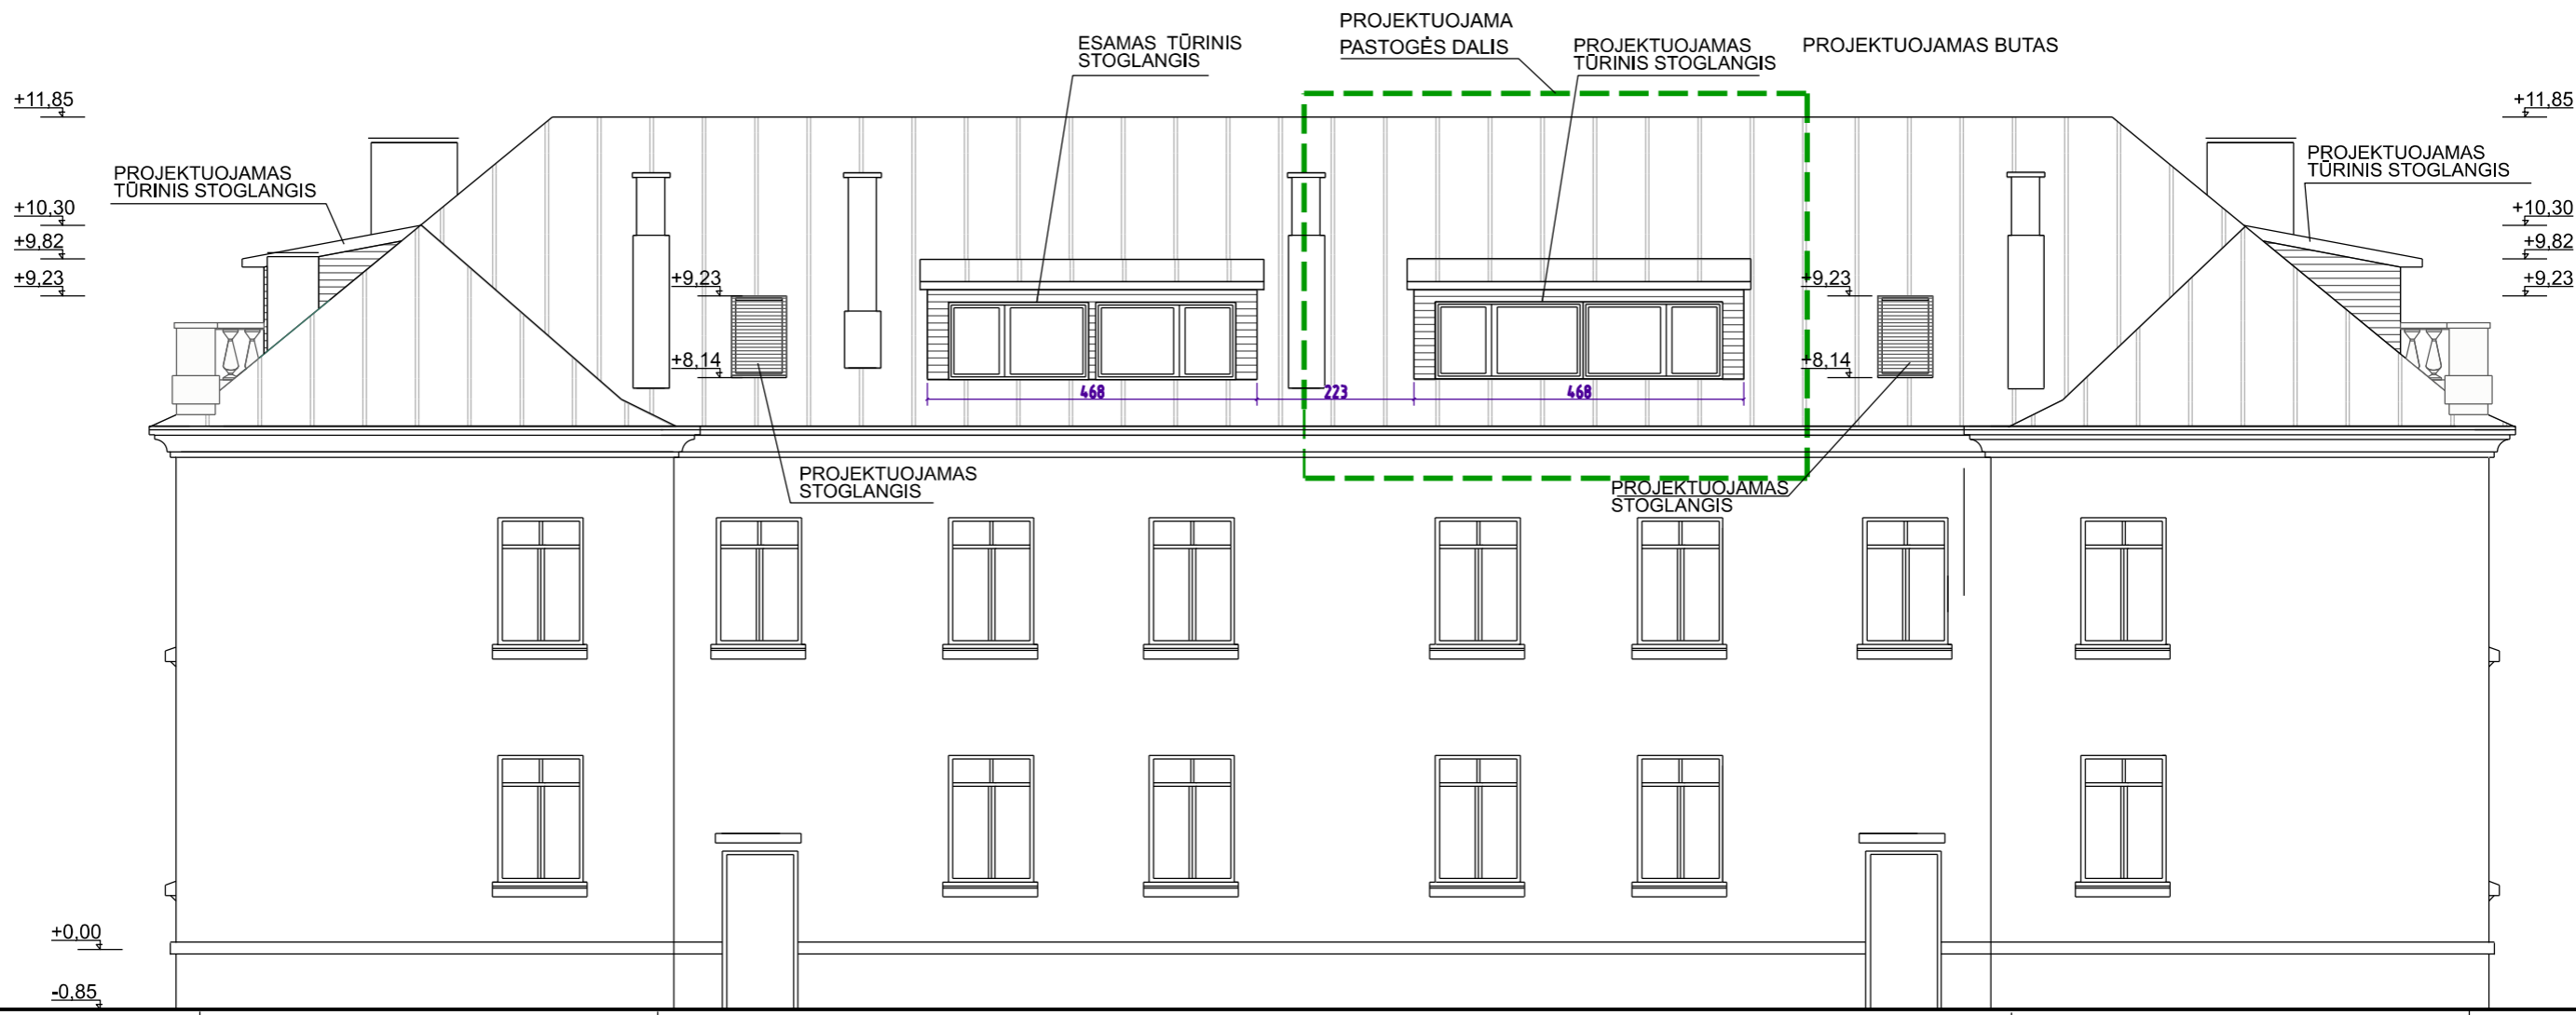 PROJEKTUOJAMA
PASTOGĖS DALIS
ESAMAS TŪRINIS
STOGLANGIS
PROJEKTUOJAMAS
TŪRINIS STOGLANGIS
PROJEKTUOJAMAS BUTAS
+11,85
+11,85
PROJEKTUOJAMAS
TŪRINIS STOGLANGIS
PROJEKTUOJAMAS
TŪRINIS STOGLANGIS
+10,30
+10,30
+9,82
+9,82
+9,23
+9,23
+9,23
+9,23
+8,14
+8,14
468
223
468
PROJEKTUOJAMAS
STOGLANGIS
PROJEKTUOJAMAS
STOGLANGIS
+0,00
-0,85